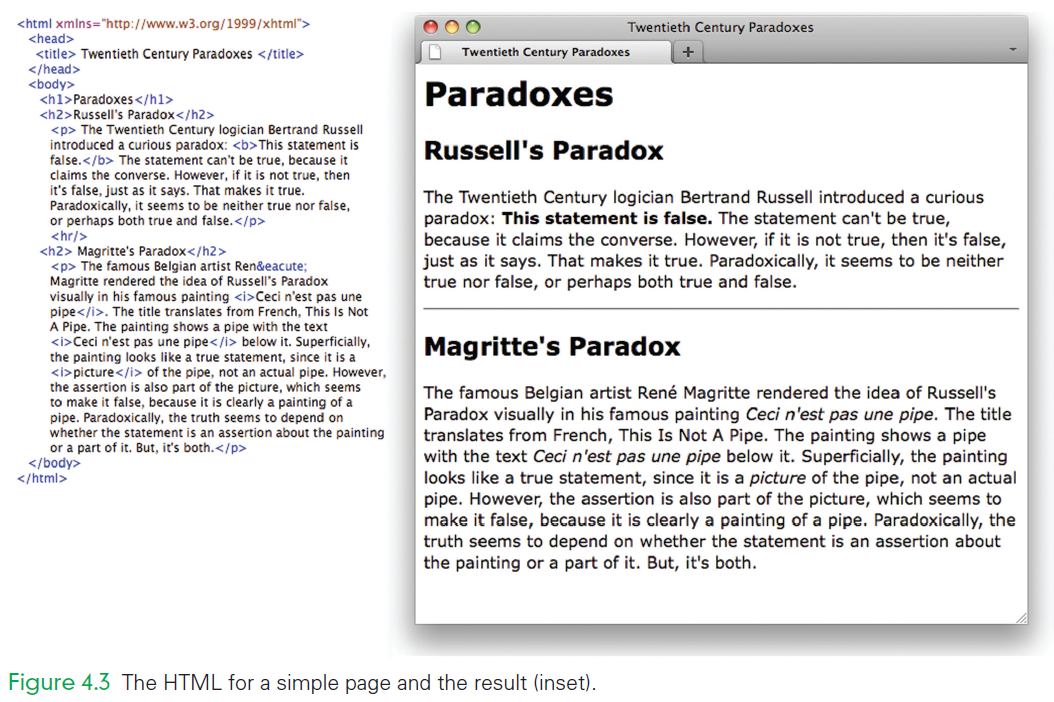 <html xmlns="http://www.w3.org/1999/xhtml">
<head>
<title> Twentieth Century Paradoxes </title>
</head>
<body>
<h1>Paradoxes</h1>
<h2>Russell's Paradox</h2>
<p> The Twentieth Century logician Bertrand Russell
introduced a curious paradox: <b>This statement is
false.</b> The statement can't be true, because it
claims the converse. However, if it is not true, then
it's false, just as it says. That makes it true.
Paradoxically, it seems to be neither true nor false,
or perhaps both true and false.</p>
<hr/>
<h2> Magritte's Paradox</h2>
<p> The famous Belgian artist Ren&eacute;
Magritte rendered the idea of Russell's Paradox
visually in his famous painting <i>Ceci n'est pas une
pipe</i>. The title translates from French, This Is Not
A Pipe. The painting shows a pipe with the text
<i>Ceci n'est pas une pipe</i> below it. Superficially,
the painting looks like a true statement, since it is a
<i>picture</i> of the pipe, not an actual pipe. However,
the assertion is also part of the picture, which seems
to make it false, because it is clearly a painting of a
pipe. Paradoxically, the truth seems to depend on
whether the statement is an assertion about the painting
or a part of it. But, it's both.</p>
</body>
</html>
Twentieth Century Paradoxes
Twentieth Century Paradoxes
+
Paradoxes
Russell's Paradox
The Twentieth Century logician Bertrand Russell introduced a curious
paradox: This statement is false. The statement can't be true,
because it claims the converse. However, if it is not true, then it's false,
just as it says. That makes it true. Paradoxically, it seems to be neither
true nor false, or perhaps both true and false.
Magritte's Paradox
The famous Belgian artist René Magritte rendered the idea of Russell's
Paradox visually in his famous painting Ceci n'est pas une pipe. The title
translates from French, This Is Not A Pipe. The painting shows a pipe
with the text Ceci n'est pas une pipe below it. Superficially, the painting
looks like a true statement, since it is a picture of the pipe, not an actual
pipe. However, the assertion is also part of the picture, which seems to
make it false, because it is clearly a painting of a pipe. Paradoxically, the
truth seems to depend on whether the statement is an assertion about
the painting or a part of it. But, it's both.
Figure 4.3 The HTML for a simple page and the result (inset).